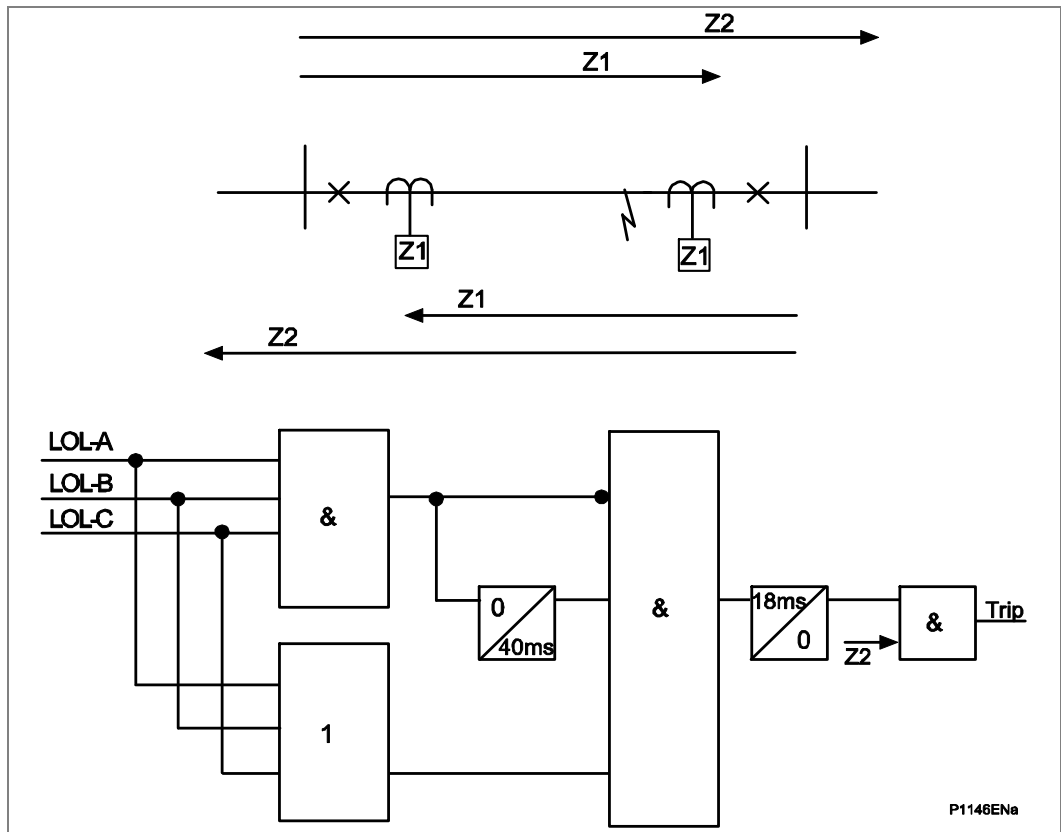 Z2
Z1
Z1
Z1
Z1
Z2
LOL-A
LOL-B
LOL-C
&
0
40ms
&
18ms
0
Z2
&
Trip
1
P1146ENa